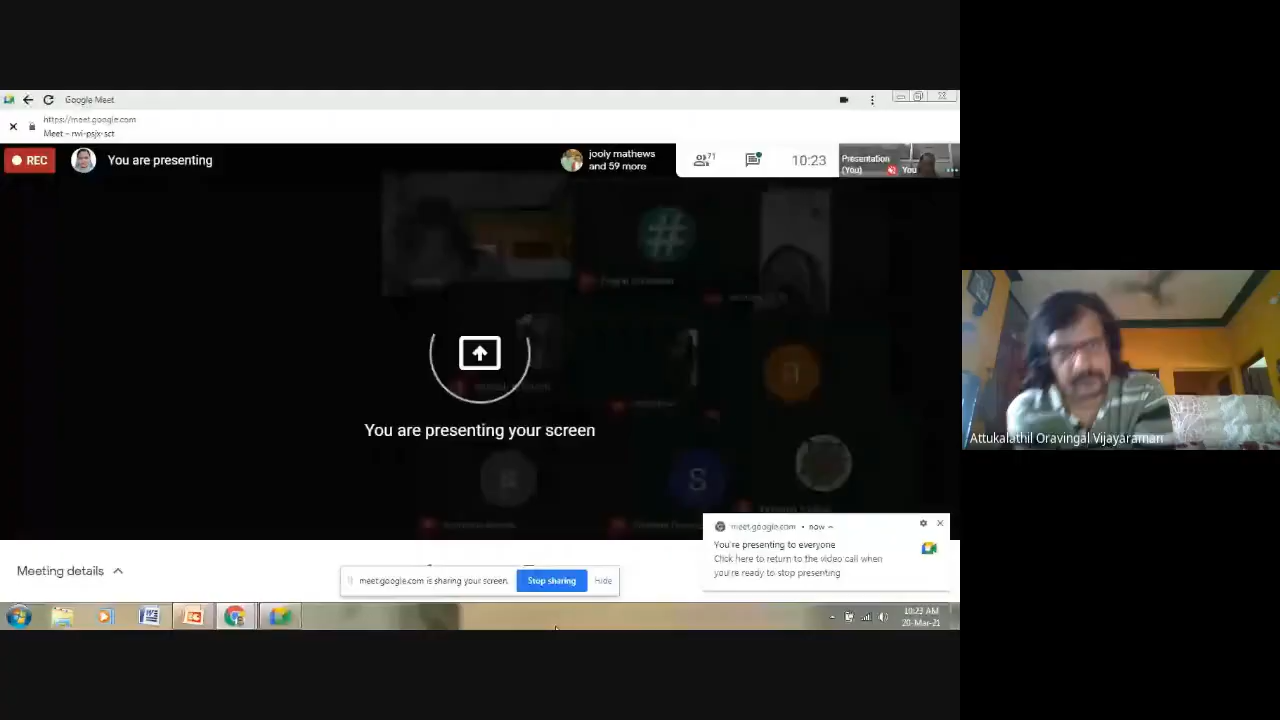 Google Meet
https://meet.google.com
Meet – rwi-psjx-sct
REC
You are presenting
jooly mathews
and 59 more
71
10:23
Presentation
(You)
You
You are presenting your screen
S
meet.google.com • now
You're presenting to everyone
Click here to return to the video call when
you're ready to stop presenting
Meeting details
meet.google.com is sharing your screen.
Stop sharing
Hide
10:23 AM
20-Mar-21
Attukalathil Oravingal Vijayaraman